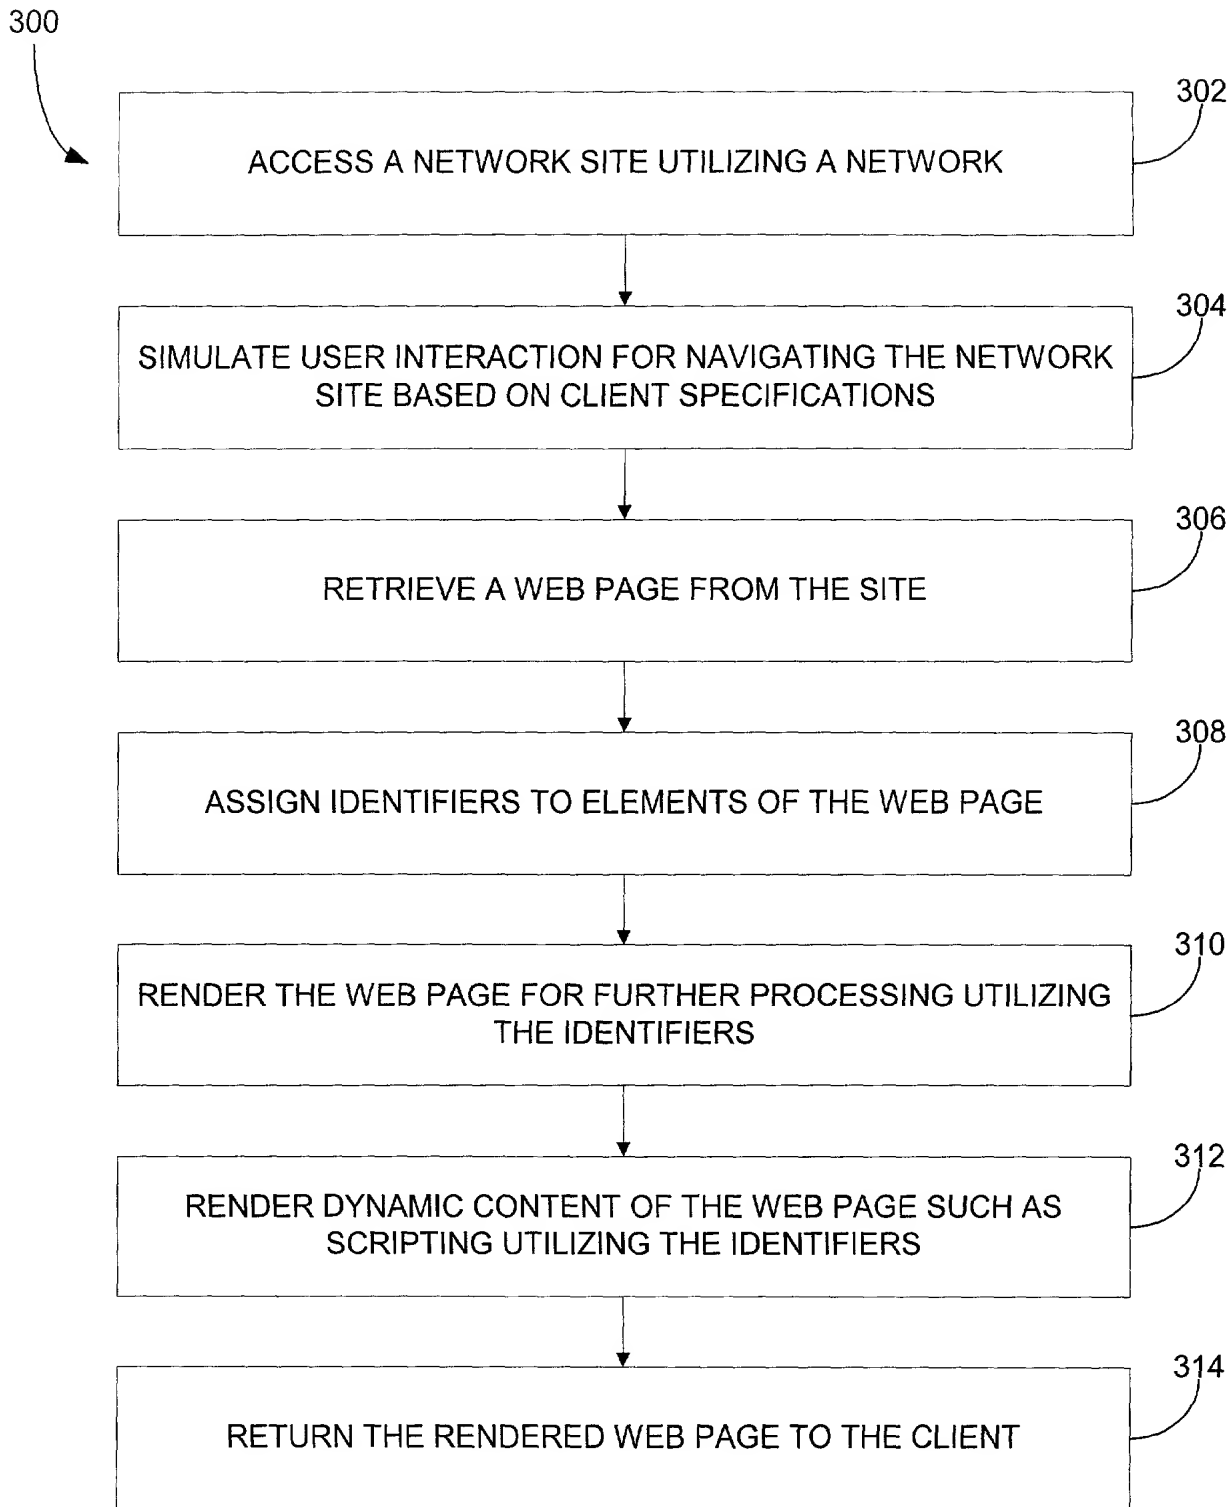 300
302
ACCESS A NETWORK SITE UTILIZING A NETWORK
304
SIMULATE USER INTERACTION FOR NAVIGATING THE NETWORK
SITE BASED ON CLIENT SPECIFICATIONS
306
RETRIEVE A WEB PAGE FROM THE SITE
308
ASSIGN IDENTIFIERS TO ELEMENTS OF THE WEB PAGE
310
RENDER THE WEB PAGE FOR FURTHER PROCESSING UTILIZING
THE IDENTIFIERS
312
RENDER DYNAMIC CONTENT OF THE WEB PAGE SUCH AS
SCRIPTING UTILIZING THE IDENTIFIERS
314
RETURN THE RENDERED WEB PAGE TO THE CLIENT